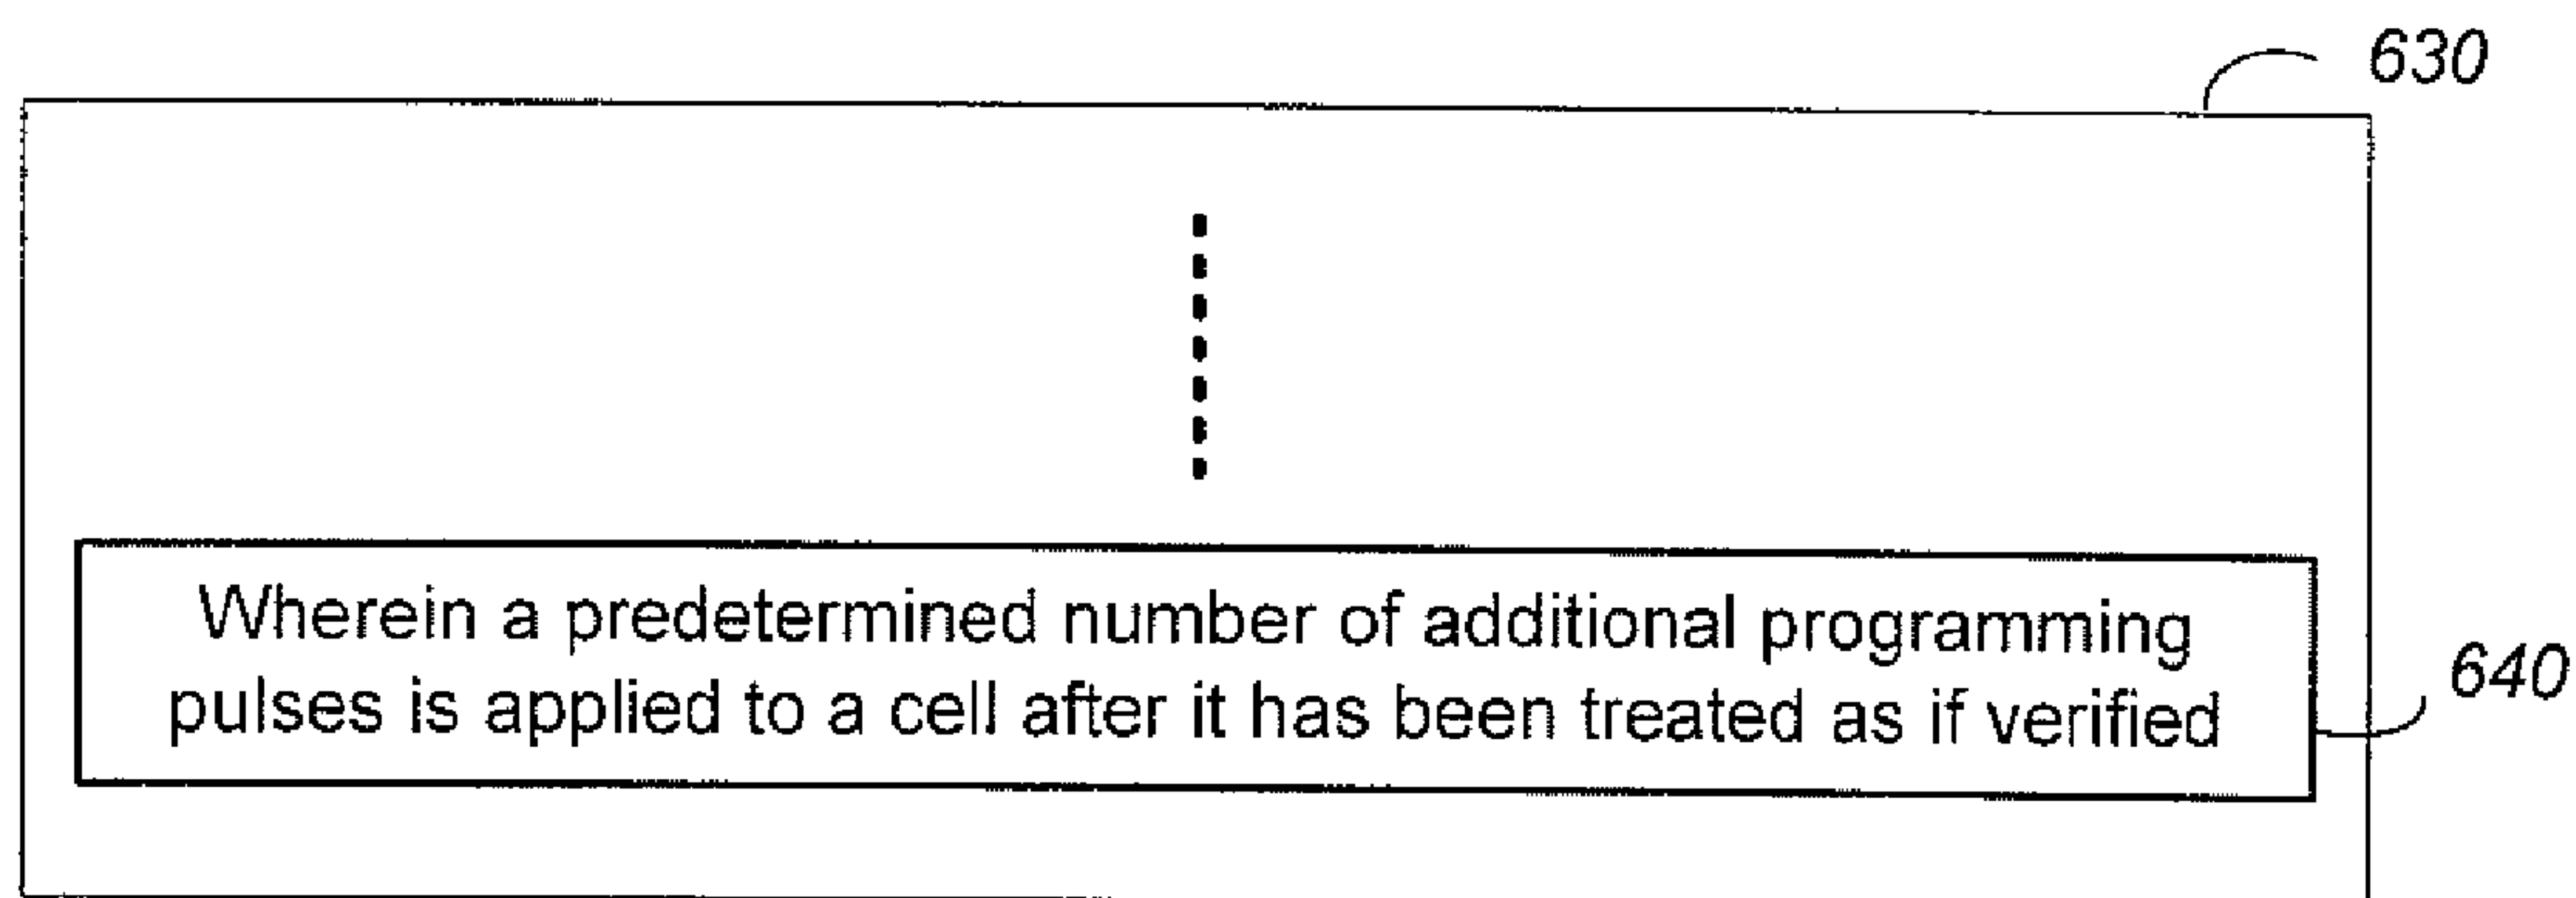 630
Wherein a predetermined number of additional programming
pulses is applied to a cell after it has been treated as if verified
640